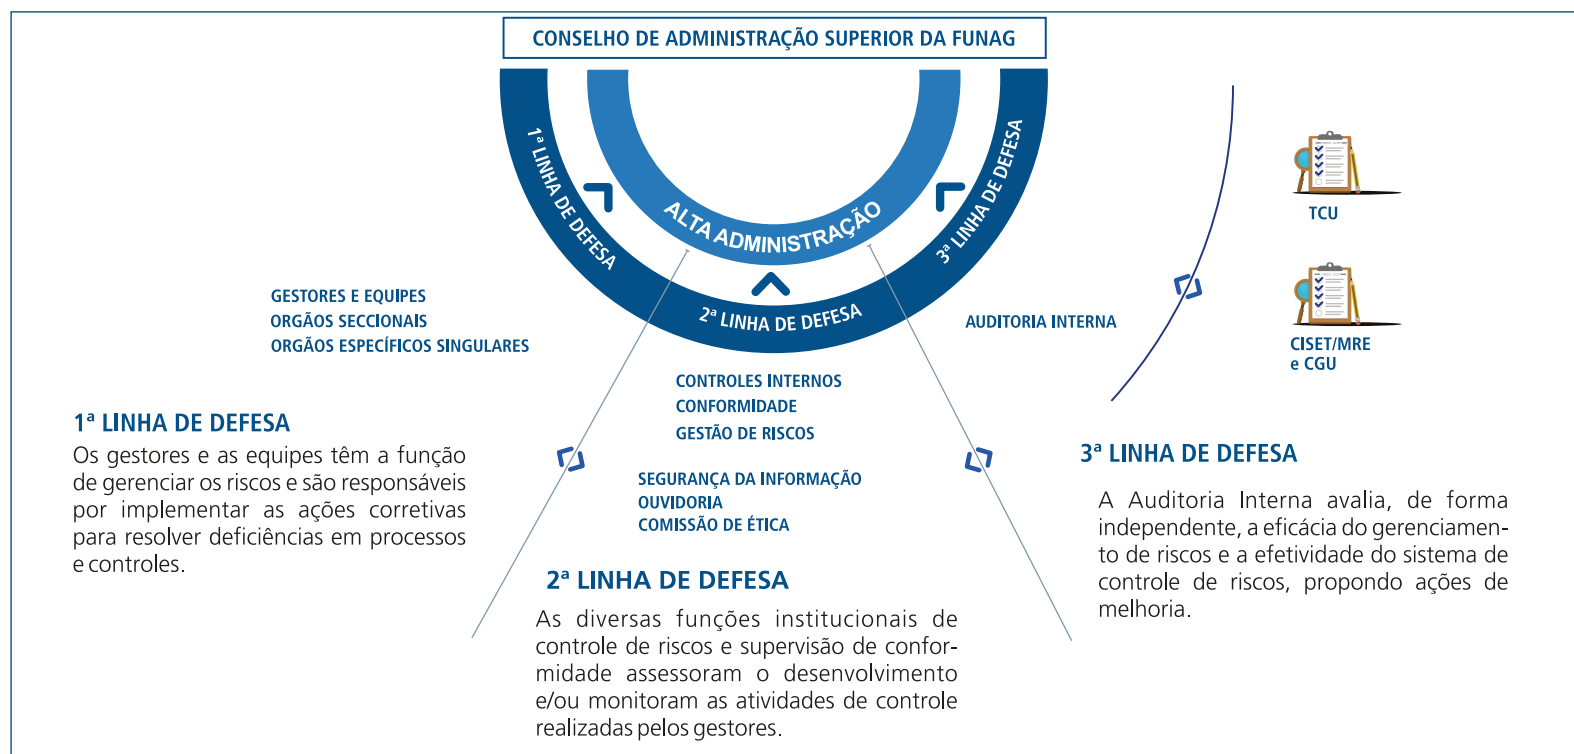 CONSELHO DE ADMINISTRAÇÃO SUPERIOR DA FUNAG
1ª LINHA DE DEFESA
ALTA ADMINISTRAÇÃO
2ª LINHA DE DEFESA
3ª LINHA DE DEFESA
TCU
CISET/MRE
e CGU
GESTORES E EQUIPES
ORGÃOS SECCIONAIS
ORGÃOS ESPECÍFICOS SINGULARES
AUDITORIA INTERNA
CONTROLES INTERNOS
CONFORMIDADE
GESTÃO DE RISCOS
SEGURANÇA DA INFORMAÇÃO
OUVIDORIA
COMISSÃO DE ÉTICA
1ª LINHA DE DEFESA
Os gestores e as equipes têm a função
de gerenciar os riscos e são responsáveis
por implementar as ações corretivas
para resolver deficiências em processos
e controles.
2ª LINHA DE DEFESA
As diversas funções institucionais de
controle de riscos e supervisão de confor-
midade assessoram o desenvolvimento
e/ou monitoram as atividades de controle
realizadas pelos gestores.
3ª LINHA DE DEFESA
A Auditoria Interna avalia, de forma
independente, a eficácia do gerenciamen-
to de riscos e a efetividade do sistema de
controle de riscos, propondo ações de
melhoria.